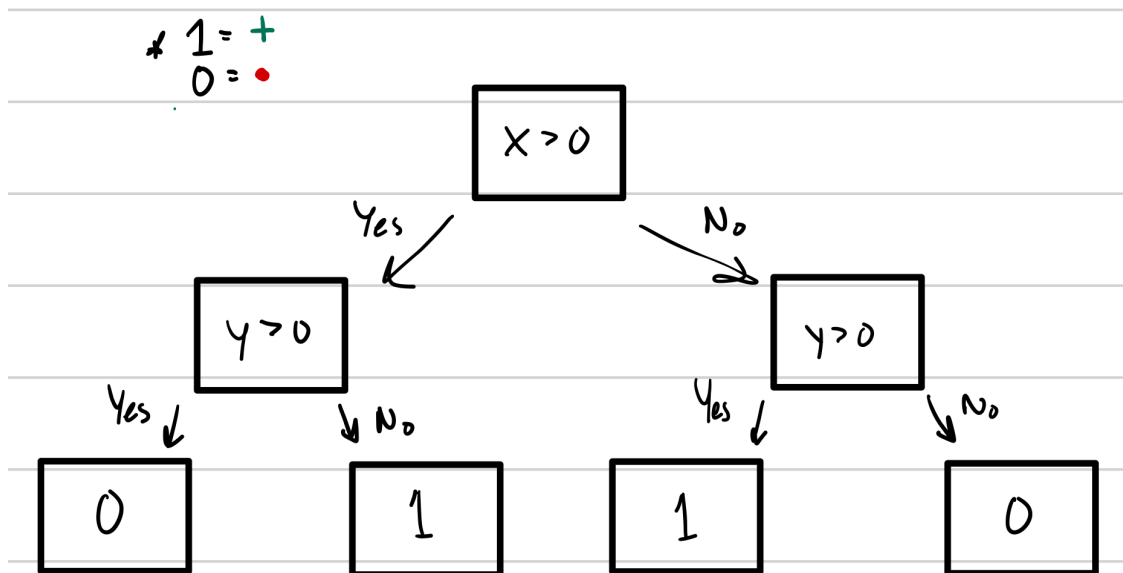 * 1 = +
0 = •
X > 0
Yes
No
y > 0
y > 0
Yes
No
Yes
No
0
1
1
0